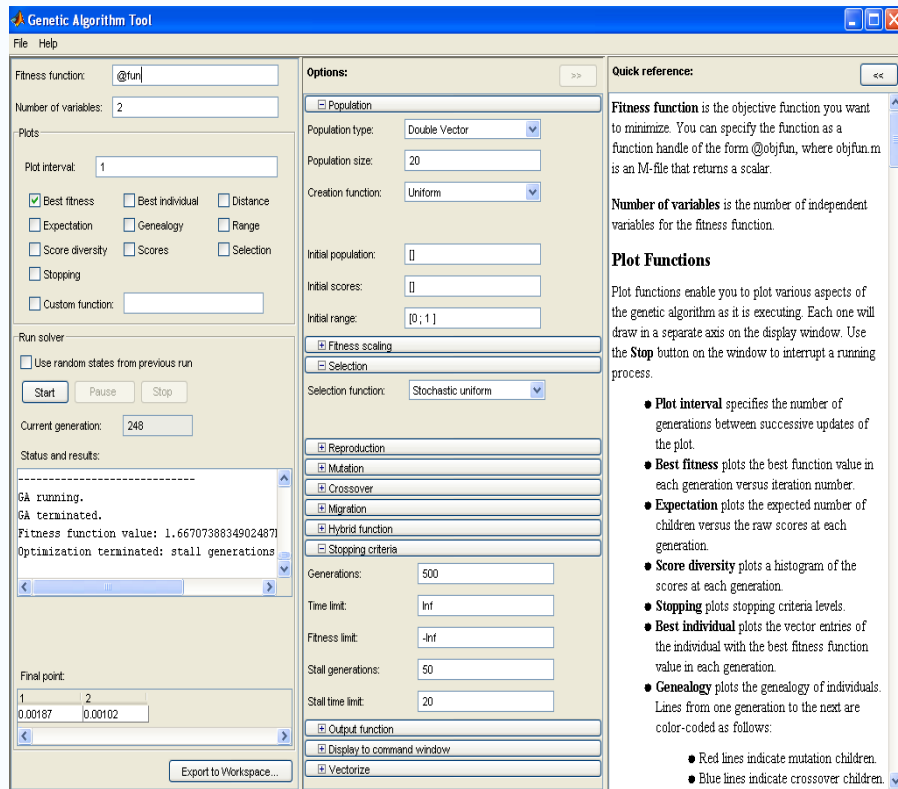 Genetic Algorithm Tool
File Help
Fitness function: @fun
Number of variables: 2
Plots
Plot interval: 1
Best fitness Best individual Distance
Expectation Genealogy Range
Score diversity Scores Selection
Stopping
Custom function:
Run solver
Use random states from previous run
Start Pause Stop
Current generation: 248
Status and results:
----------------------------
GA running.
GA terminated.
Fitness function value: 1.6670738834902487
Optimization terminated: stall generations
Final point:
1 2
0.00187 0.00102
Export to Workspace...
Options: >>
Population
Population type: Double Vector
Population size: 20
Creation function: Uniform
Initial population: []
Initial scores: []
Initial range: [0 ; 1 ]
Fitness scaling
Selection
Selection function: Stochastic uniform
Reproduction
Mutation
Crossover
Migration
Hybrid function
Stopping criteria
Generations: 500
Time limit: Inf
Fitness limit: -Inf
Stall generations: 50
Stall time limit: 20
Output function
Display to command window
Vectorize
Quick reference: <<
Fitness function is the objective function you want
to minimize. You can specify the function as a
function handle of the form @objfun, where objfun.m
is an M-file that returns a scalar.
Number of variables is the number of independent
variables for the fitness function.
Plot Functions
Plot functions enable you to plot various aspects of
the genetic algorithm as it is executing. Each one will
draw in a separate axis on the display window. Use
the Stop button on the window to interrupt a running
process.
Plot interval specifies the number of
generations between successive updates of
the plot.
Best fitness plots the best function value in
each generation versus iteration number.
Expectation plots the expected number of
children versus the raw scores at each
generation.
Score diversity plots a histogram of the
scores at each generation.
Stopping plots stopping criteria levels.
Best individual plots the vector entries of
the individual with the best fitness function
value in each generation.
Genealogy plots the genealogy of individuals.
Lines from one generation to the next are
color-coded as follows:
Red lines indicate mutation children.
Blue lines indicate crossover children.